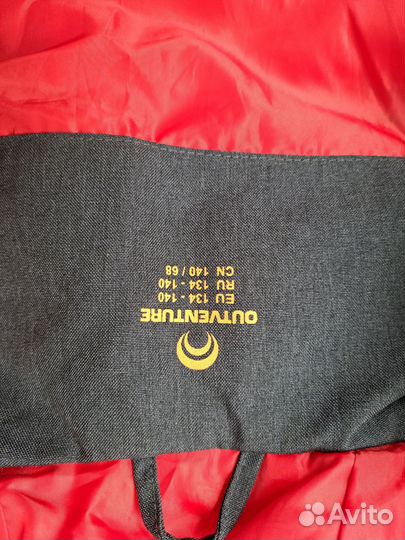 OUTVENTURE
EU 134 - 140
RU 134 - 140
CN 140 / 68
Avito